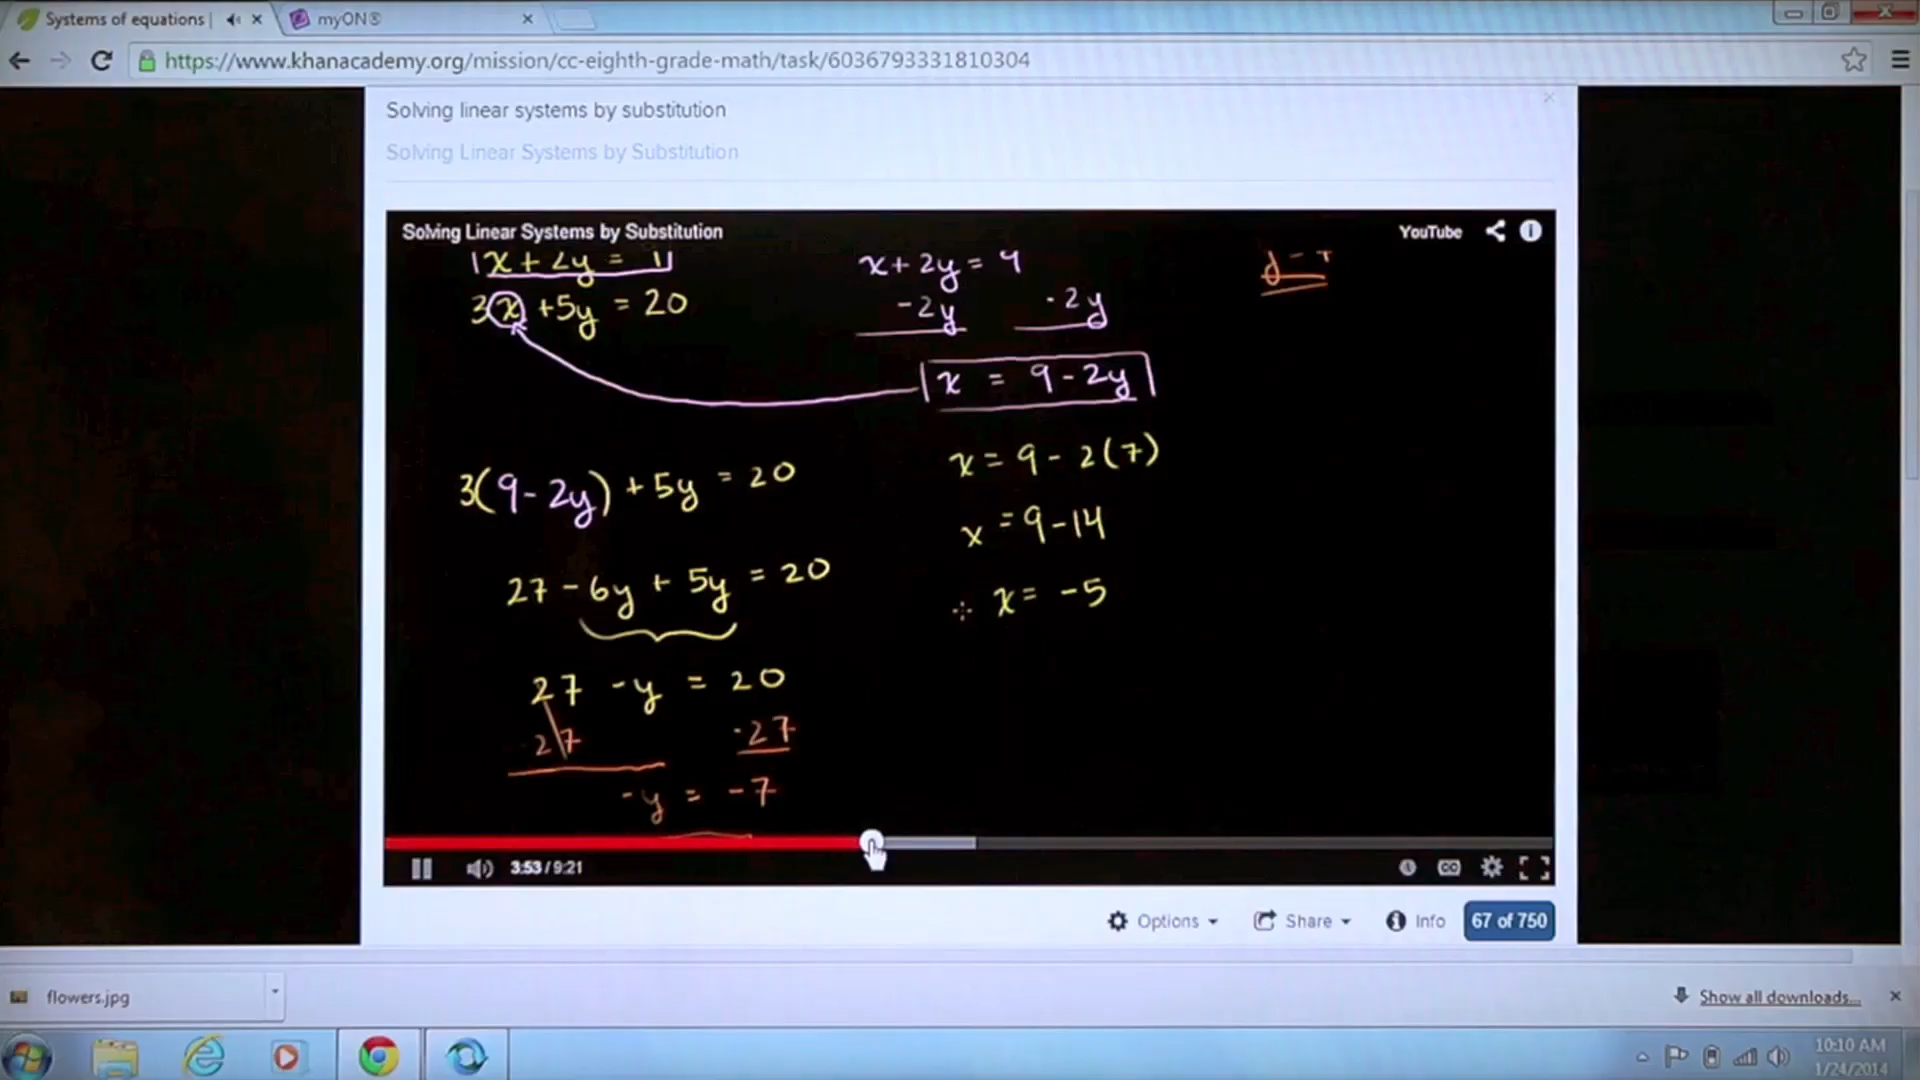 Systems of equations |
myON®
https://www.khanacademy.org/mission/cc-eighth-grade-math/task/6036793331810304
Solving linear systems by substitution
Solving Linear Systems by Substitution
Solving Linear Systems by Substitution
YouTube
x + 2y =
3x + 5y = 20
x + 2y = 9
-2y -2y
x = 9 - 2y
3(9 - 2y) + 5y = 20
27 - 6y + 5y = 20
27 - y = 20
27 -27
-y = -7
x = 9 - 2(7)
x = 9 - 14
x = -5
3:53 / 9:21
CC
Options
Share
Info
67 of 750
flowers.jpg
Show all downloads...
10:10 AM
1/24/2014